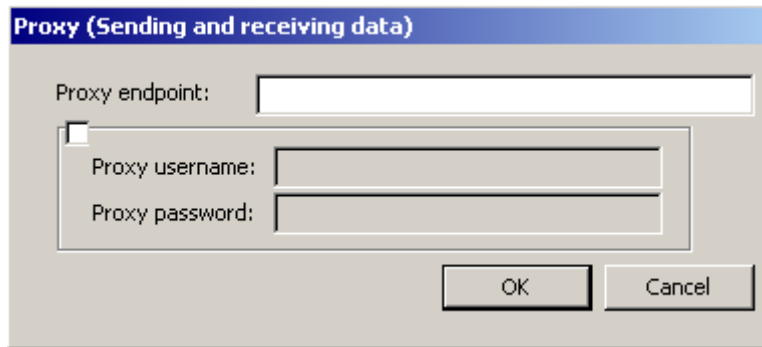 Proxy (Sending and receiving data)
Proxy endpoint:
Proxy username:
Proxy password:
OK Cancel